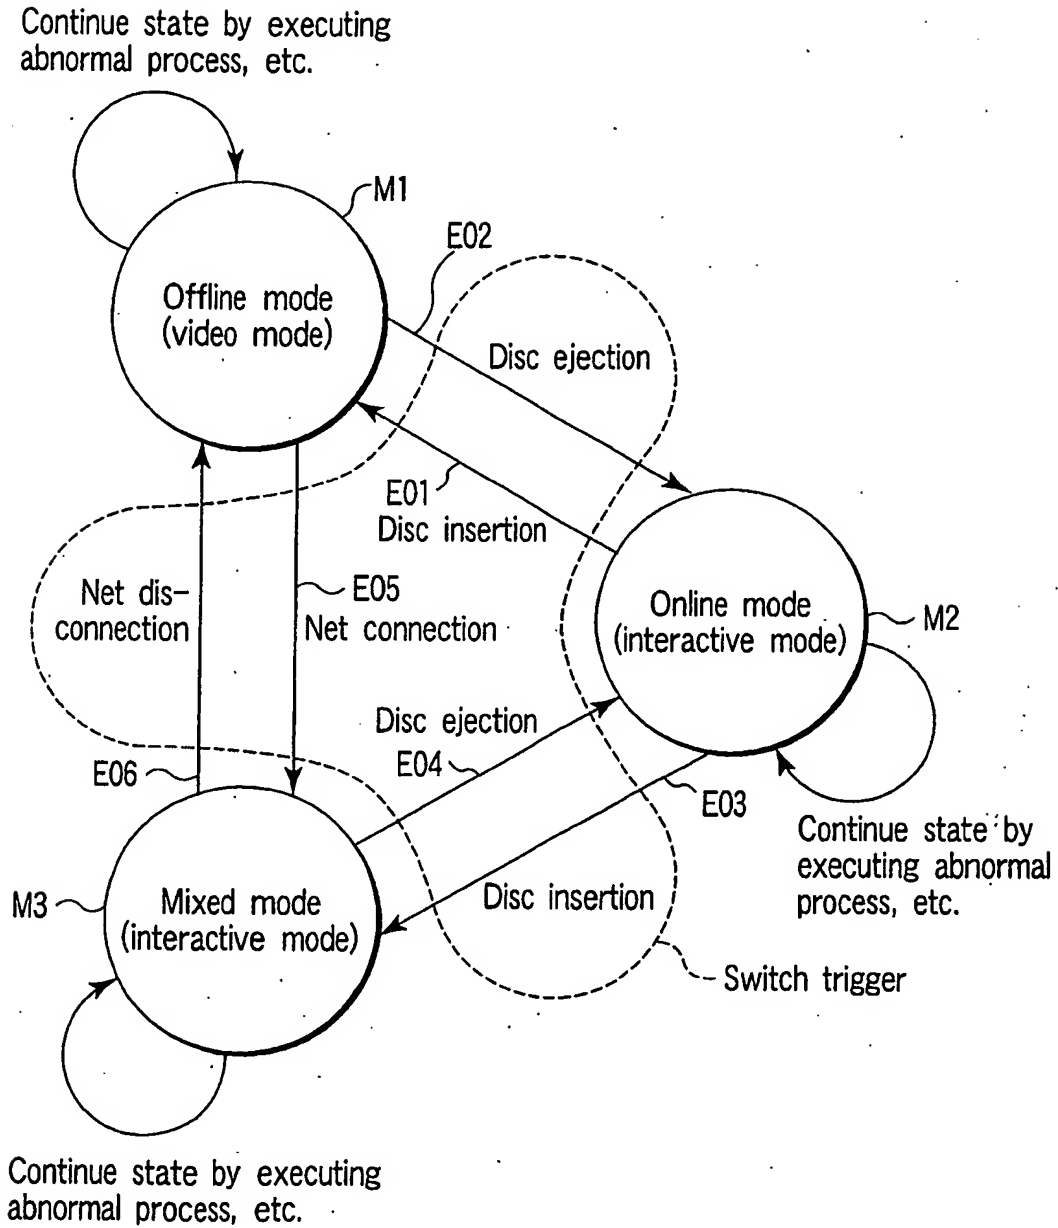 Continue state by executing
abnormal process, etc.
M1
E02
Offline mode
(video mode)
Disc ejection
E01
Disc insertion
Net dis-
connection
E05
Net connection
Online mode
(interactive mode)
M2
Disc ejection
E04
E06
E03
Continue state by
executing abnormal
process, etc.
M3
Mixed mode
(interactive mode)
Disc insertion
Switch trigger
Continue state by executing
abnormal process, etc.